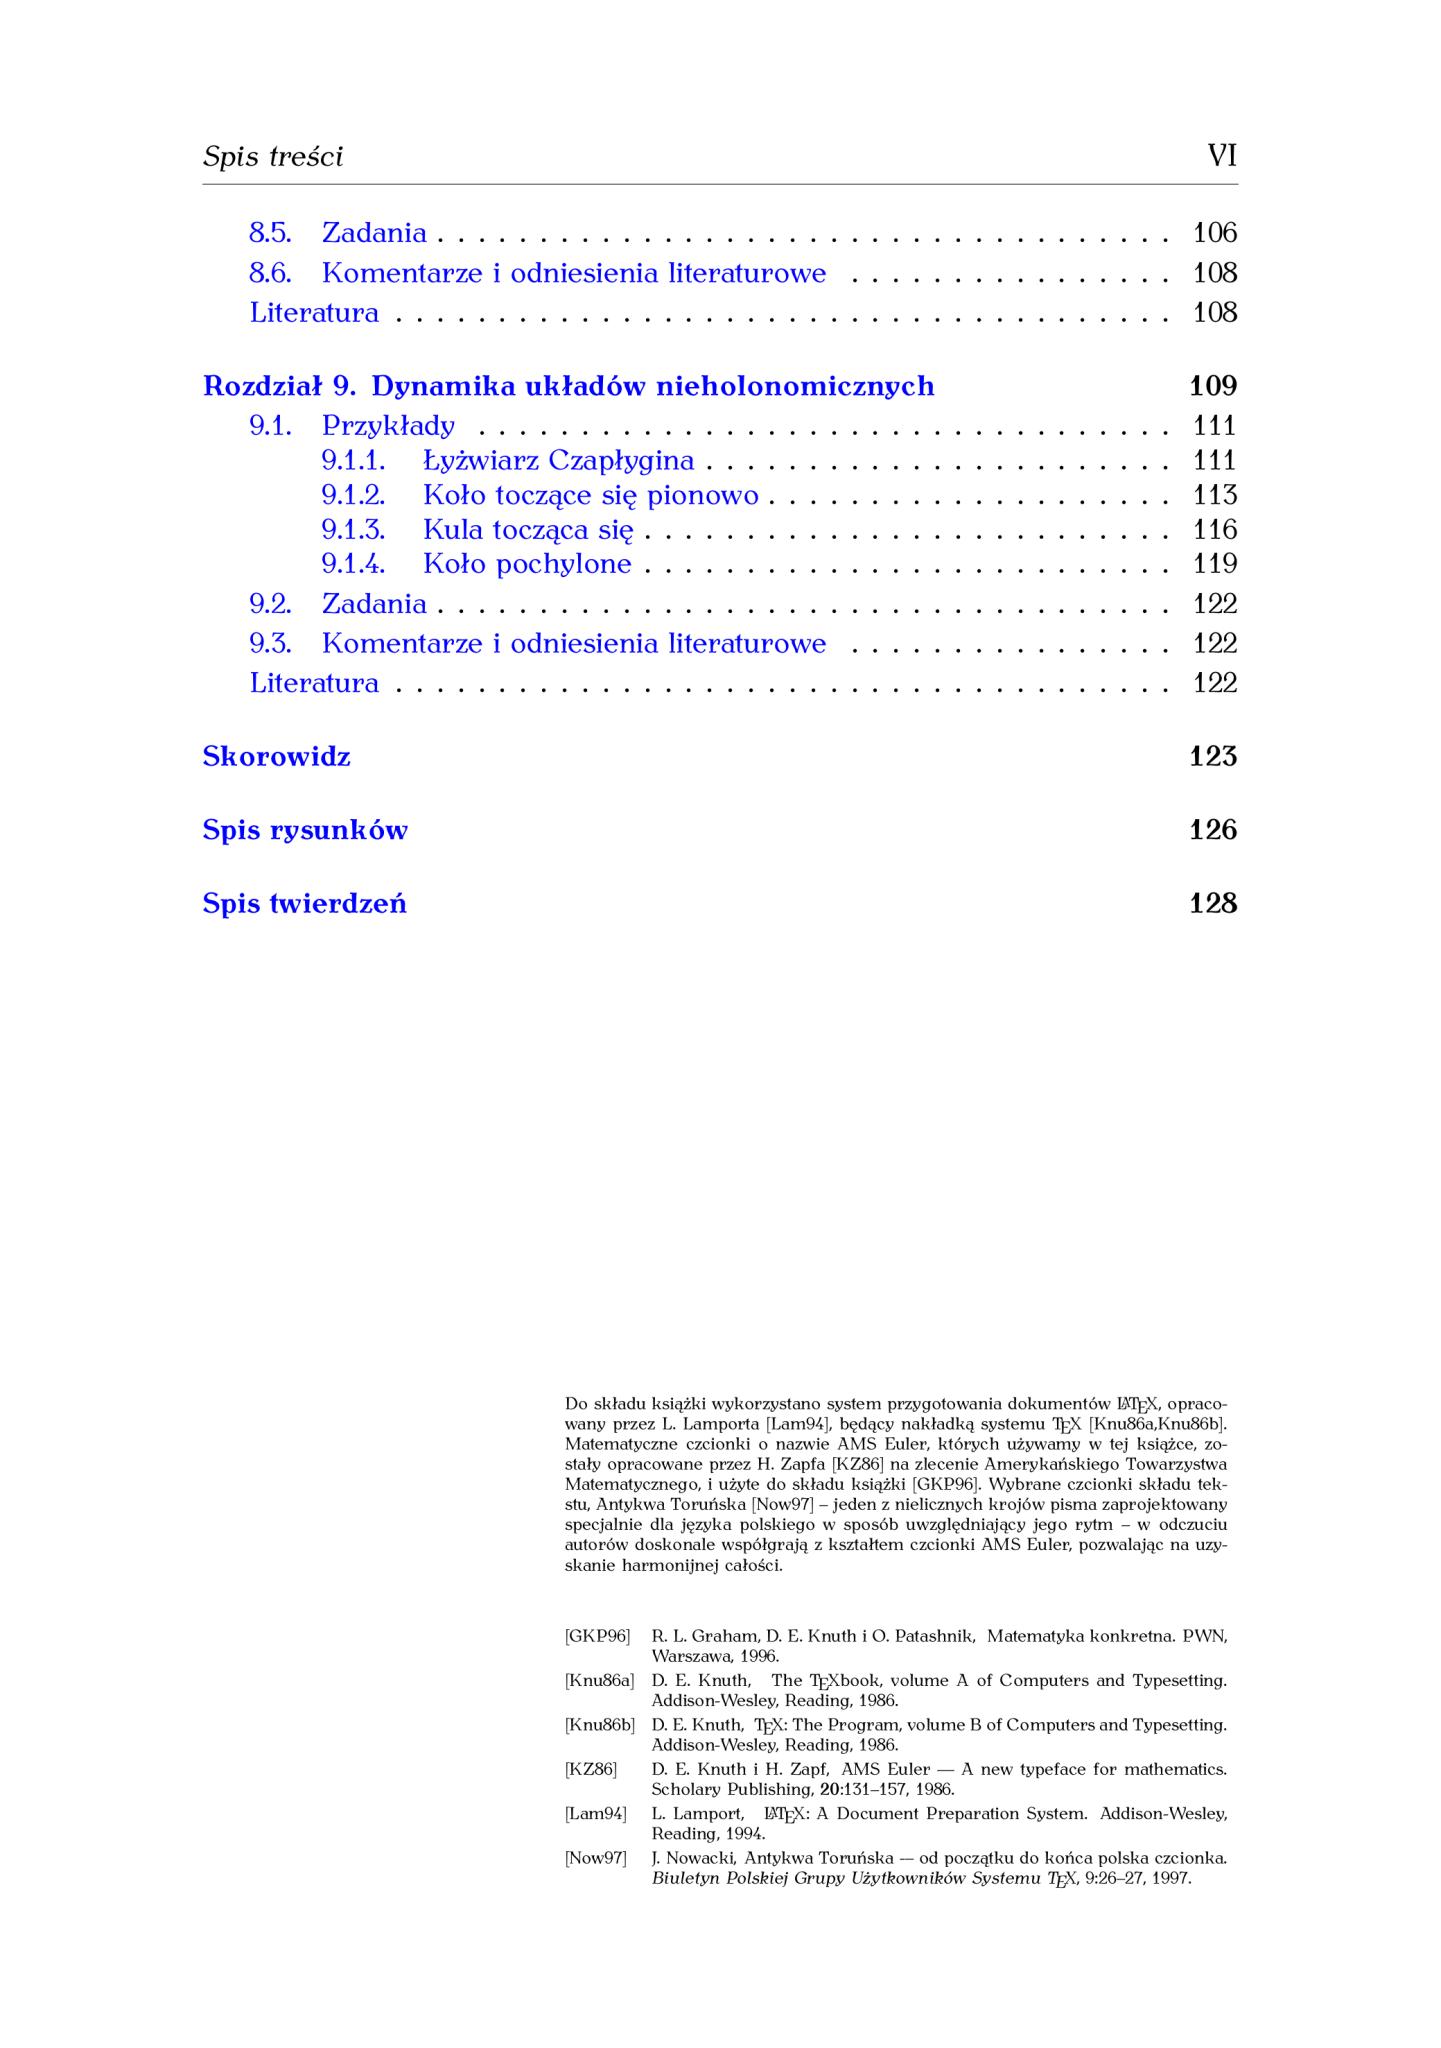 Spis treści VI
8.5. Zadania . . . . . . . . . . . . . . . . . . . . . . . . . . . . . . . . . . . . 106
8.6. Komentarze i odniesienia literaturowe . . . . . . . . . . . . . . . . 108
Literatura . . . . . . . . . . . . . . . . . . . . . . . . . . . . . . . . . . . . . . 108
Rozdział 9. Dynamika układów nieholonomicznych 109
9.1. Przykłady . . . . . . . . . . . . . . . . . . . . . . . . . . . . . . . . . . 111
9.1.1. Łyżwiarz Czapłygina . . . . . . . . . . . . . . . . . . . . . . . 111
9.1.2. Koło toczące się pionowo . . . . . . . . . . . . . . . . . . . . 113
9.1.3. Kula tocząca się . . . . . . . . . . . . . . . . . . . . . . . . . . 116
9.1.4. Koło pochylone . . . . . . . . . . . . . . . . . . . . . . . . . . 119
9.2. Zadania . . . . . . . . . . . . . . . . . . . . . . . . . . . . . . . . . . . . 122
9.3. Komentarze i odniesienia literaturowe . . . . . . . . . . . . . . . . 122
Literatura . . . . . . . . . . . . . . . . . . . . . . . . . . . . . . . . . . . . . . 122
Skorowidz 123
Spis rysunków 126
Spis twierdzeń 128
Do składu książki wykorzystano system przygotowania dokumentów LATEX, opraco-
wany przez L. Lamporta [Lam94], będący nakładką systemu TEX [Knu86a,Knu86b].
Matematyczne czcionki o nazwie AMS Euler, których używamy w tej książce, zo-
stały opracowane przez H. Zapfa [KZ86] na zlecenie Amerykańskiego Towarzystwa
Matematycznego, i użyte do składu książki [GKP96]. Wybrane czcionki składu tek-
stu, Antykwa Toruńska [Now97] – jeden z nielicznych krojów pisma zaprojektowany
specjalnie dla języka polskiego w sposób uwzględniający jego rytm – w odczuciu
autorów doskonale współgrają z kształtem czcionki AMS Euler, pozwalając na uzy-
skanie harmonijnej całości.
[GKP96] R. L. Graham, D. E. Knuth i O. Patashnik, Matematyka konkretna. PWN,
Warszawa, 1996.
[Knu86a] D. E. Knuth, The TEXbook, volume A of Computers and Typesetting.
Addison-Wesley, Reading, 1986.
[Knu86b] D. E. Knuth, TEX: The Program, volume B of Computers and Typesetting.
Addison-Wesley, Reading, 1986.
[KZ86] D. E. Knuth i H. Zapf, AMS Euler — A new typeface for mathematics.
Scholary Publishing, 20:131–157, 1986.
[Lam94] L. Lamport, LATEX: A Document Preparation System. Addison-Wesley,
Reading, 1994.
[Now97] J. Nowacki, Antykwa Toruńska — od początku do końca polska czcionka.
Biuletyn Polskiej Grupy Użytkowników Systemu TEX, 9:26–27, 1997.